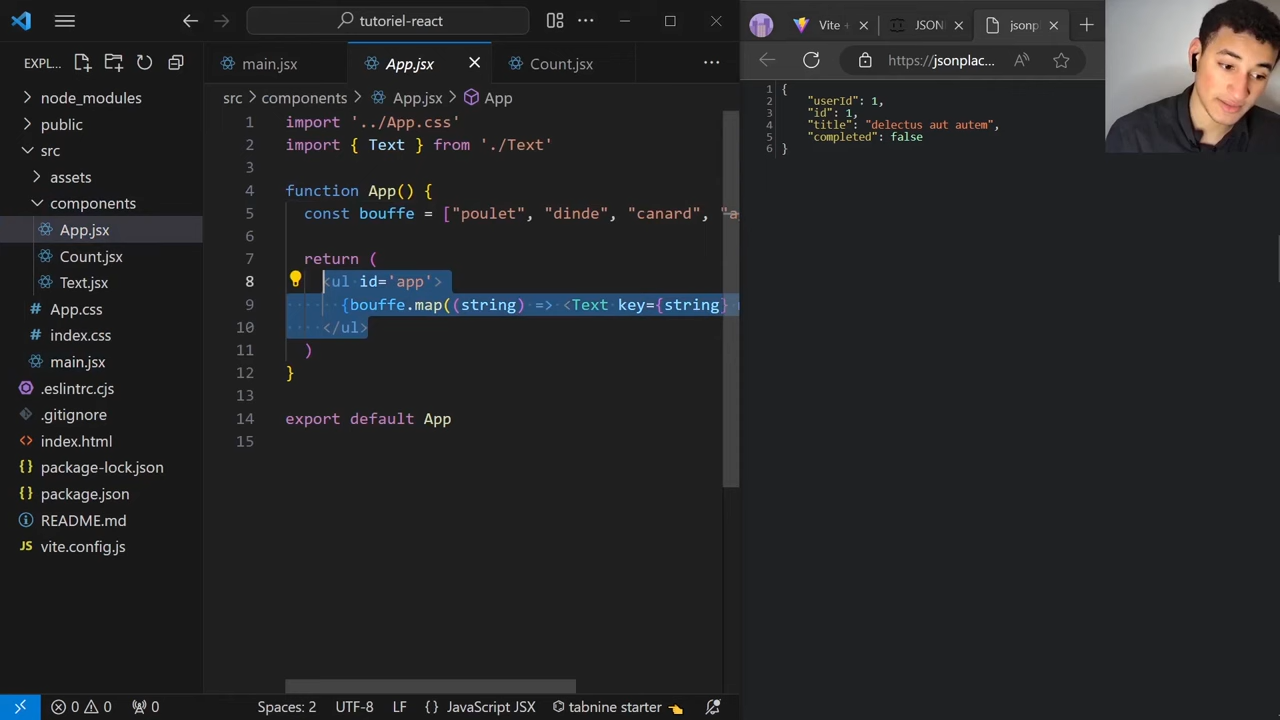 tutoriel-react
EXPL...
node_modules
public
src
assets
components
App.jsx
Count.jsx
Text.jsx
App.css
index.css
main.jsx
.eslintrc.cjs
.gitignore
index.html
package-lock.json
package.json
README.md
vite.config.js
main.jsx
App.jsx
Count.jsx
src > components > App.jsx > App
1 import '../App.css'
2 import { Text } from './Text'
3
4 function App() {
5 const bouffe = ["poulet", "dinde", "canard",
6
7 return (
8 <ul id='app'>
9 {bouffe.map((string) => <Text key={string}
10 </ul>
11 )
12 }
13
14 export default App
15
0 0 0 Spaces: 2 UTF-8 LF {} JavaScript JSX tabnine starter
Vite + JSON jsonp
https://jsonplac...
1 {
2 "userId": 1,
3 "id": 1,
4 "title": "delectus aut autem",
5 "completed": false
6 }